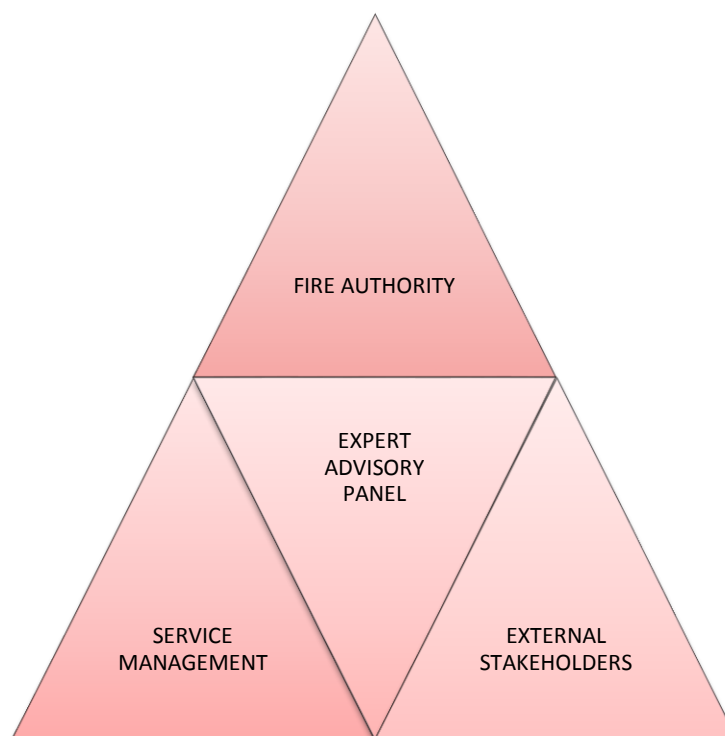 FIRE AUTHORITY
EXPERT
ADVISORY
PANEL
SERVICE
MANAGEMENT
EXTERNAL
STAKEHOLDERS